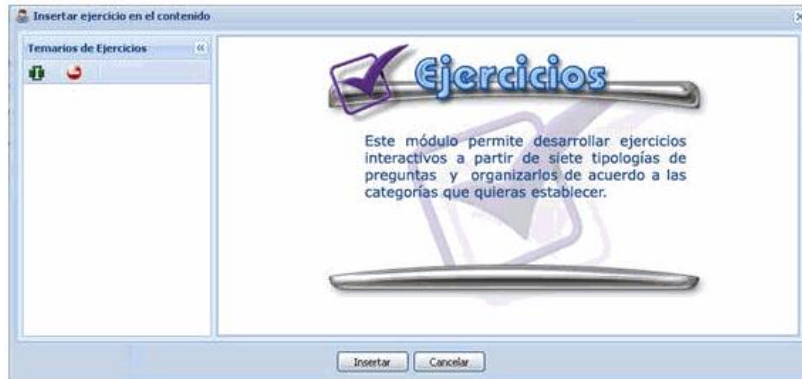 Insertar ejercicio en el contenido
Temarios de Ejercicios
Ejercicios
Este módulo permite desarrollar ejercicios
interactivos a partir de siete tipologías de
preguntas y organizarlos de acuerdo a las
categorías que quieras establecer.
Insertar Cancelar